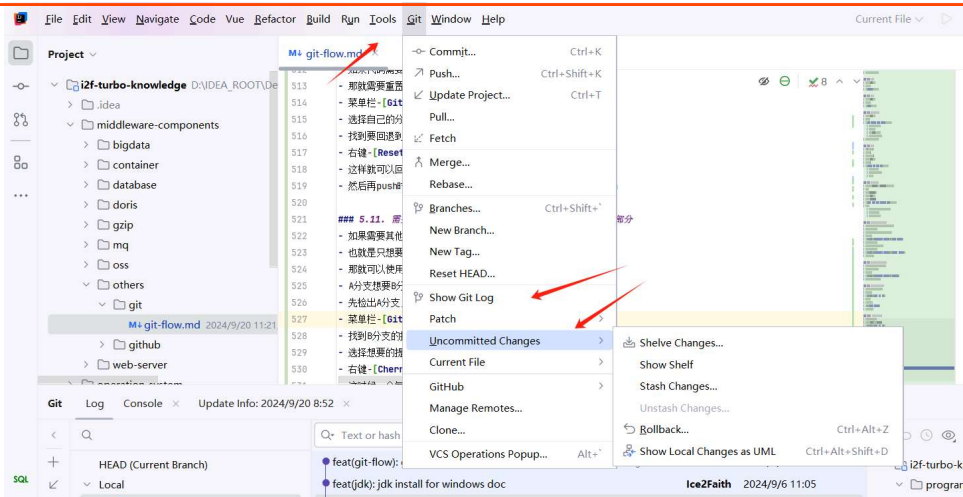 File Edit View Navigate Code Vue Refactor Build Run Tools Git Window Help Current File
Project
M↓ git-flow.md
i2f-turbo-knowledge D:\IDEA_ROOT\De
.idea
middleware-components
bigdata
container
database
doris
gzip
mq
oss
others
git
M↓ git-flow.md 2024/9/20 11:21
github
web-server
513 - 那就需要重置
514 - 菜单栏-[Git
515 - 选择自己的分
516 - 找到要回退到
517 - 右键-[Reset
518 - 这样就可以回
519 - 然后再push时
520
521 ### 5.11. 需 部分
522 - 如果需要其他
523 - 也就是只想要
524 - 那就可以使用
525 - A分支想要B分
526 - 先检出A分支
527 - 菜单栏-[Git
528 - 找到B分支的提
529 - 选择想要的提
530 - 右键-[Cherr
8
Commit... Ctrl+K
Push... Ctrl+Shift+K
Update Project... Ctrl+T
Pull...
Fetch
Merge...
Rebase...
Branches... Ctrl+Shift+`
New Branch...
New Tag...
Reset HEAD...
Show Git Log
Patch
Uncommitted Changes
Current File
GitHub
Manage Remotes...
Clone...
VCS Operations Popup... Alt+`
Shelve Changes...
Show Shelf
Stash Changes...
Unstash Changes...
Rollback... Ctrl+Alt+Z
Show Local Changes as UML Ctrl+Alt+Shift+D
Git Log Console Update Info: 2024/9/20 8:52
Text or hash
HEAD (Current Branch)
Local
feat(git-flow):
feat(jdk): jdk install for windows doc Ice2Faith 2024/9/6 11:05
i2f-turbo-k
program
SQL